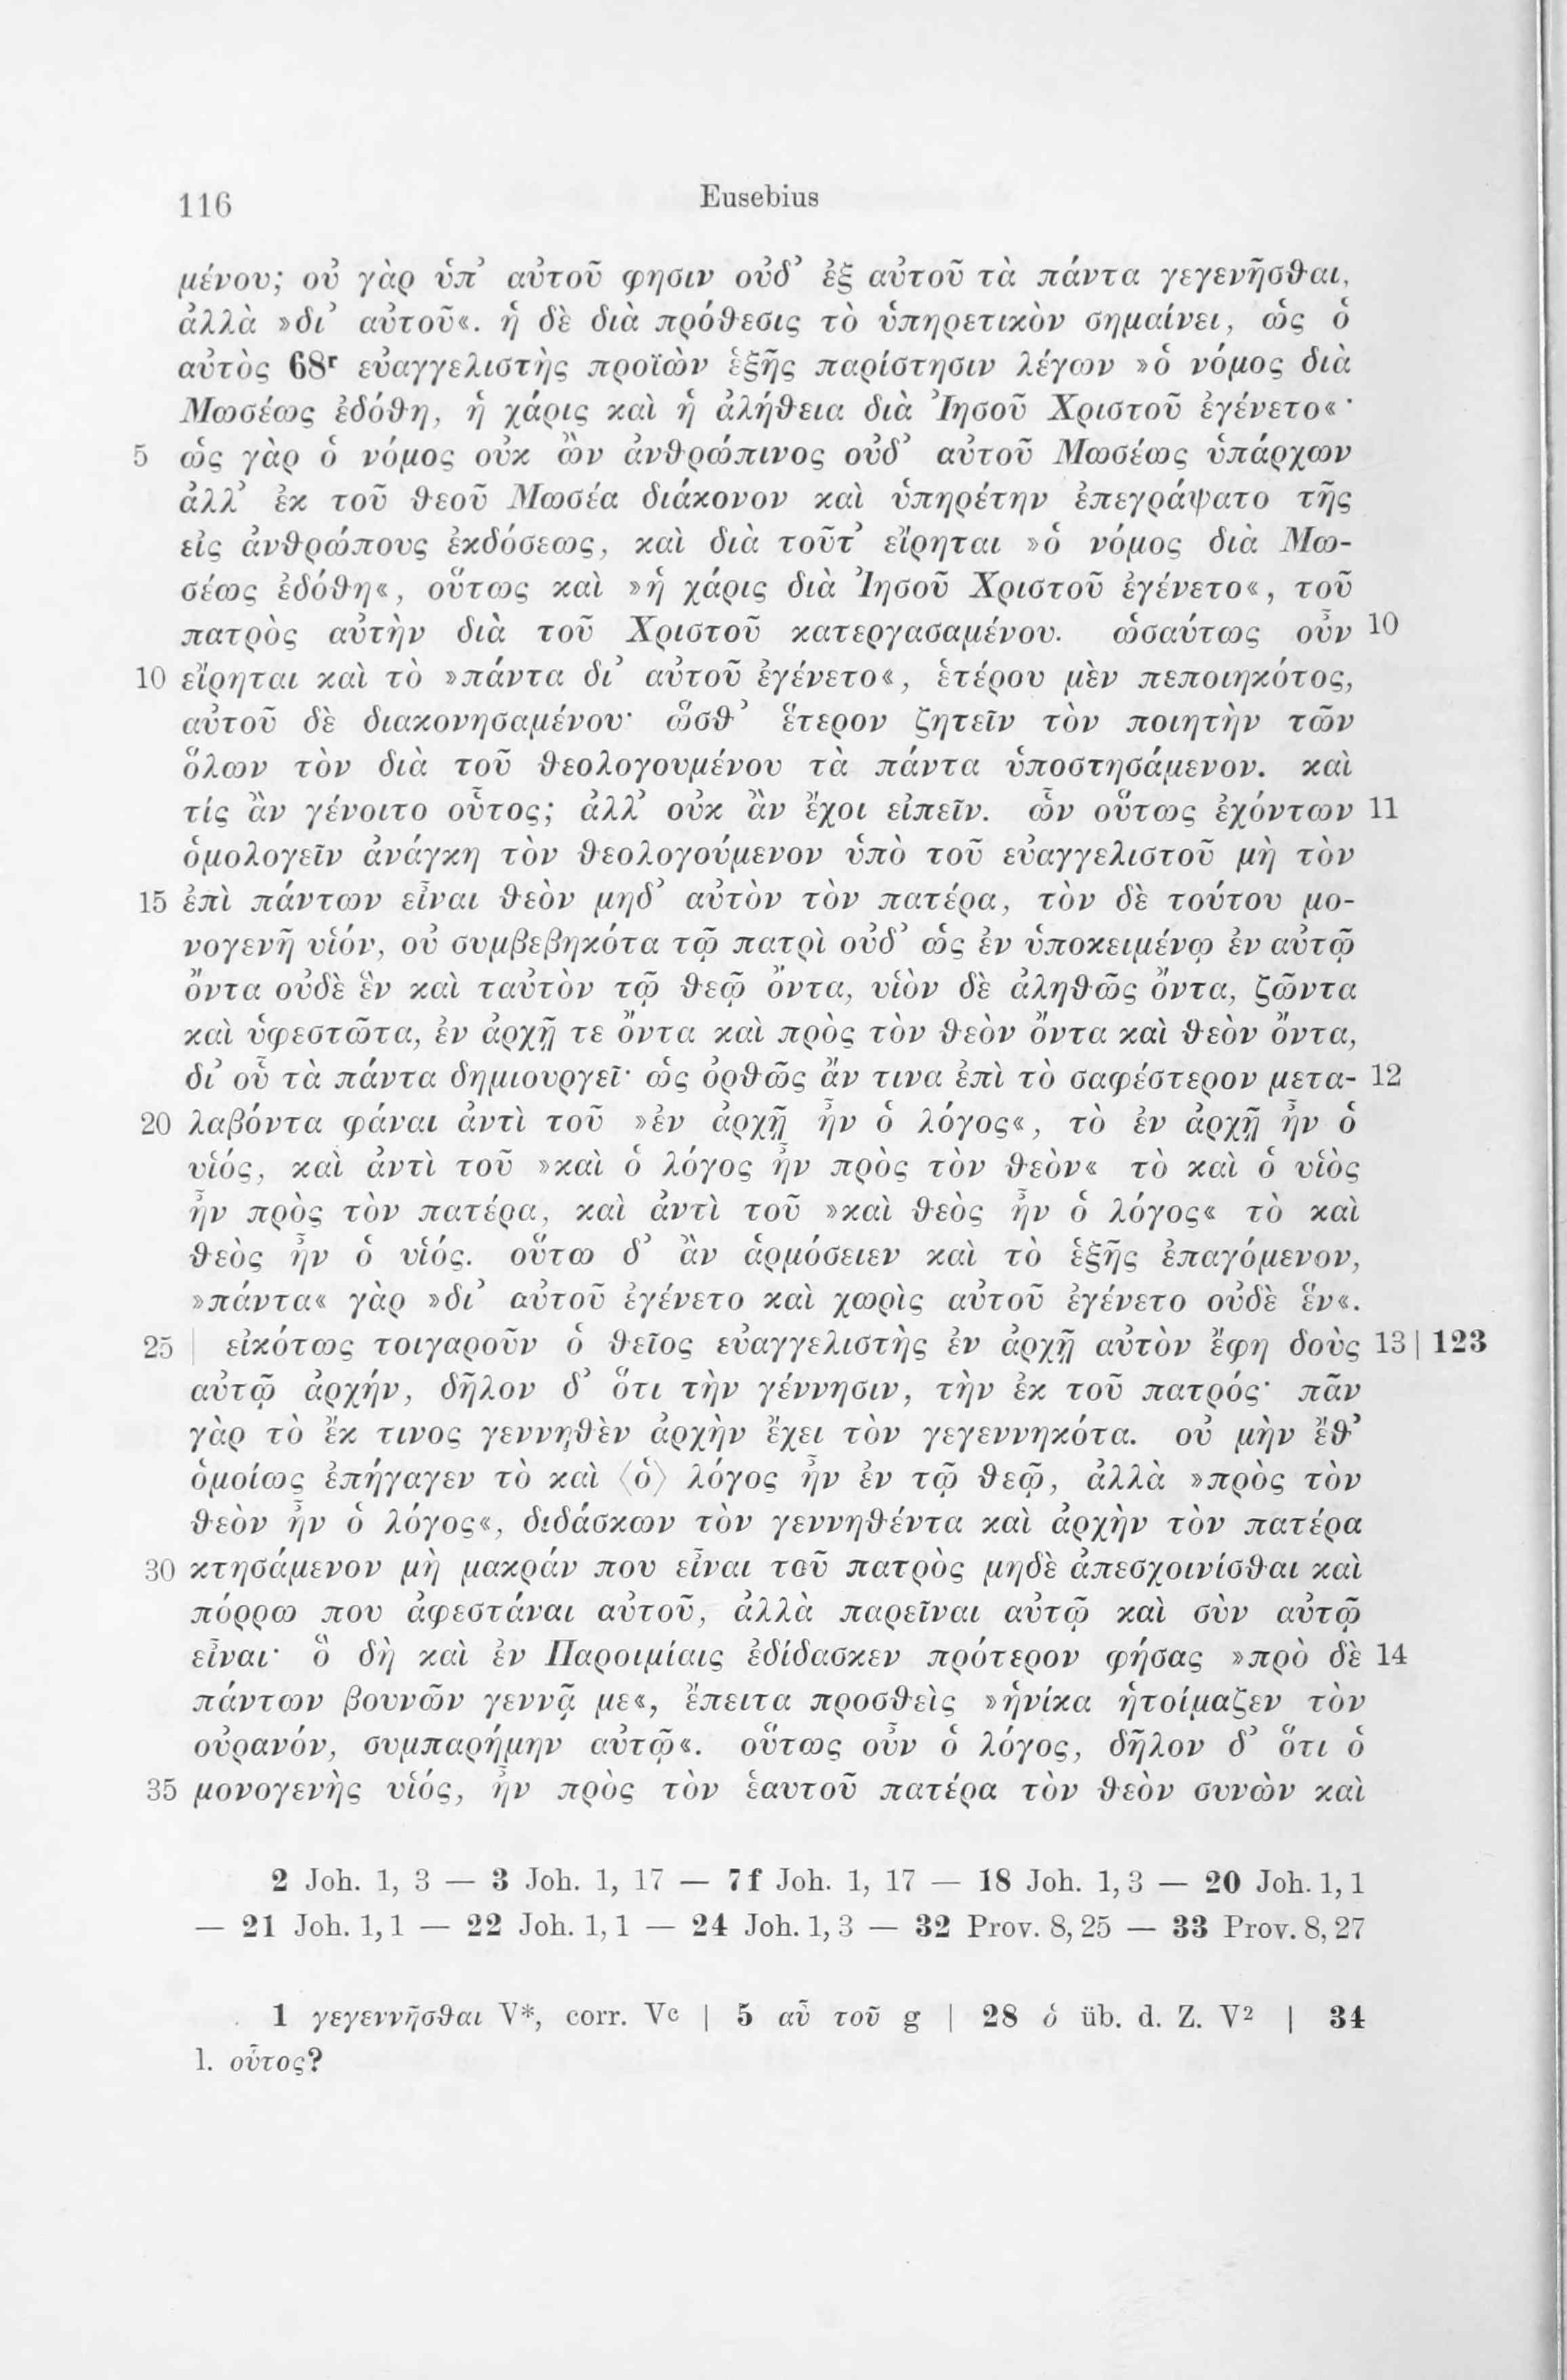 116 Eusebius
μένου; οὐ γὰρ ὑπ’ αὐτοῦ φησιν οὐδ’ ἐξ αὐτοῦ τὰ πάντα γεγενῆσθαι,
ἀλλὰ »δι’ αὐτοῦ«. ἡ δὲ διὰ πρόθεσις τὸ ὑπηρετικὸν σημαίνει, ὡς ὁ
αὐτὸς 68r εὐαγγελιστὴς προϊὼν ἑξῆς παρίστησιν λέγων »ὁ νόμος διὰ
Μωσέως ἐδόθη, ἡ χάρις καὶ ἡ ἀλήθεια διὰ Ἰησοῦ Χριστοῦ ἐγένετο«·
5 ὡς γὰρ ὁ νόμος οὐκ ὢν ἀνθρώπινος οὐδ’ αὐτοῦ Μωσέως ὑπάρχων
ἀλλ’ ἐκ τοῦ θεοῦ Μωσέα διάκονον καὶ ὑπηρέτην ἐπεγράψατο τῆς
εἰς ἀνθρώπους ἐκδόσεως, καὶ διὰ τοῦτ’ εἴρηται »ὁ νόμος διὰ Μω-
σέως ἐδόθη«, οὕτως καὶ »ἡ χάρις διὰ Ἰησοῦ Χριστοῦ ἐγένετο«, τοῦ
πατρὸς αὐτὴν διὰ τοῦ Χριστοῦ κατεργασαμένου. ὡσαύτως οὖν 10
10 εἴρηται καὶ τὸ »πάντα δι’ αὐτοῦ ἐγένετο«, ἑτέρου μὲν πεποιηκότος,
αὐτοῦ δὲ διακονησαμένου· ὥσθ’ ἕτερον ζητεῖν τὸν ποιητὴν τῶν
ὅλων τὸν διὰ τοῦ θεολογουμένου τὰ πάντα ὑποστησάμενον. καὶ
τίς ἂν γένοιτο οὗτος; ἀλλ’ οὐκ ἂν ἔχοι εἰπεῖν. ὧν οὕτως ἐχόντων 11
ὁμολογεῖν ἀνάγκη τὸν θεολογούμενον ὑπὸ τοῦ εὐαγγελιστοῦ μὴ τὸν
15 ἐπὶ πάντων εἶναι θεὸν μηδ’ αὐτὸν τὸν πατέρα, τὸν δὲ τούτου μο-
νογενῆ υἱόν, οὐ συμβεβηκότα τῷ πατρὶ οὐδ’ ὡς ἐν ὑποκειμένῳ ἐν αὐτῷ
ὄντα οὐδὲ ἓν καὶ ταὐτὸν τῷ θεῷ ὄντα, υἱὸν δὲ ἀληθῶς ὄντα, ζῶντα
καὶ ὑφεστῶτα, ἐν ἀρχῇ τε ὄντα καὶ πρὸς τὸν θεὸν ὄντα καὶ θεὸν ὄντα,
δι’ οὗ τὰ πάντα δημιουργεῖ· ὡς ὀρθῶς ἄν τινα ἐπὶ τὸ σαφέστερον μετα- 12
20 λαβόντα φάναι ἀντὶ τοῦ »ἐν ἀρχῇ ἦν ὁ λόγος«, τὸ ἐν ἀρχῇ ἦν ὁ
υἱός, καὶ ἀντὶ τοῦ »καὶ ὁ λόγος ἦν πρὸς τὸν θεὸν« τὸ καὶ ὁ υἱὸς
ἦν πρὸς τὸν πατέρα, καὶ ἀντὶ τοῦ »καὶ θεὸς ἦν ὁ λόγος« τὸ καὶ
θεὸς ἦν ὁ υἱός. οὕτω δ’ ἂν ἁρμόσειεν καὶ τὸ ἑξῆς ἐπαγόμενον,
»πάντα« γὰρ »δι’ αὐτοῦ ἐγένετο καὶ χωρὶς αὐτοῦ ἐγένετο οὐδὲ ἕν«.
25 | εἰκότως τοιγαροῦν ὁ θεῖος εὐαγγελιστὴς ἐν ἀρχῇ αὐτὸν ἔφη δοὺς 13 | 123
αὐτῷ ἀρχήν, δῆλον δ’ ὅτι τὴν γέννησιν, τὴν ἐκ τοῦ πατρός· πᾶν
γὰρ τὸ ἔκ τινος γεννηθὲν ἀρχὴν ἔχει τὸν γεγεννηκότα. οὐ μὴν ἔθ’
ὁμοίως ἐπήγαγεν τὸ καὶ ⟨ὁ⟩ λόγος ἦν ἐν τῷ θεῷ, ἀλλὰ »πρὸς τὸν
θεὸν ἦν ὁ λόγος«, διδάσκων τὸν γεννηθέντα καὶ ἀρχὴν τὸν πατέρα
30 κτησάμενον μὴ μακράν που εἶναι τοῦ πατρὸς μηδὲ ἀπεσχοινίσθαι καὶ
πόρρω που ἀφεστάναι αὐτοῦ, ἀλλὰ παρεῖναι αὐτῷ καὶ σὺν αὐτῷ
εἶναι· ὃ δὴ καὶ ἐν Παροιμίαις ἐδίδασκεν πρότερον φήσας »πρὸ δὲ 14
πάντων βουνῶν γεννᾷ με«, ἔπειτα προσθεὶς »ἡνίκα ἡτοίμαζεν τὸν
οὐρανόν, συμπαρήμην αὐτῷ«. οὕτως οὖν ὁ λόγος, δῆλον δ’ ὅτι ὁ
35 μονογενὴς υἱός, ἦν πρὸς τὸν ἑαυτοῦ πατέρα τὸν θεὸν συνὼν καὶ
2 Joh. 1, 3 — 3 Joh. 1, 17 — 7f Joh. 1, 17 — 18 Joh. 1, 3 — 20 Joh. 1, 1
— 21 Joh. 1, 1 — 22 Joh. 1, 1 — 24 Joh. 1, 3 — 32 Prov. 8, 25 — 33 Prov. 8, 27
1 γεγεννῆσθαι V*, corr. Vc | 5 αὖ τοῦ g | 28 ὁ üb. d. Z. V2 | 34
l. οὗτος?